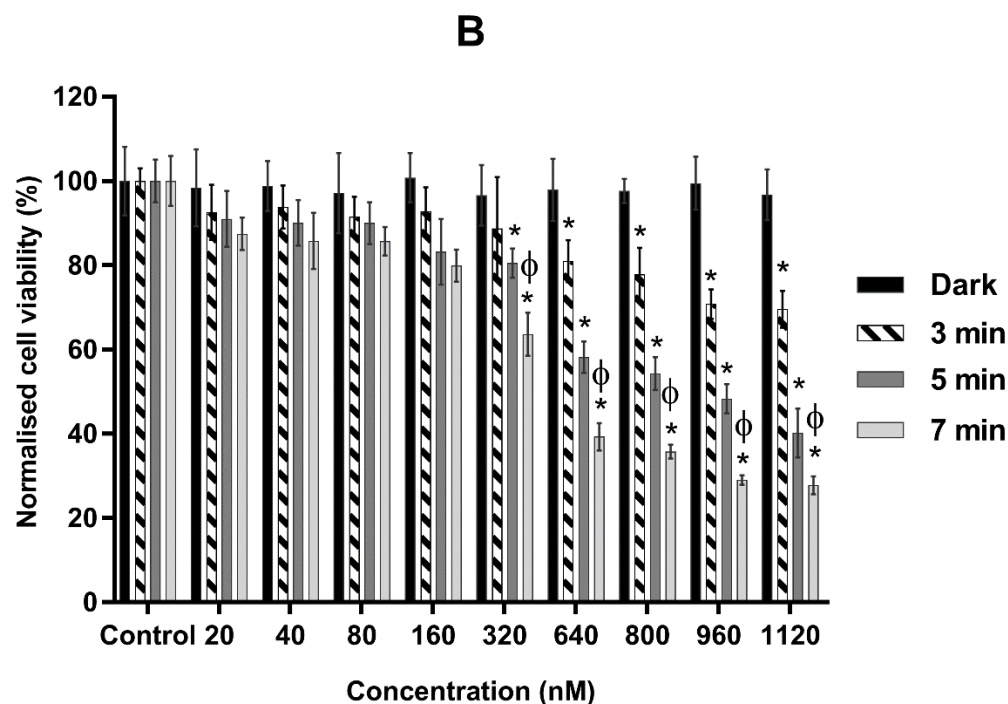 B
Normalised cell viability (%)
120
100
80
60
40
20
0
* ϕ * * * ϕ * * * ϕ * * * ϕ * * * ϕ *
Control 20 40 80 160 320 640 800 960 1120
Concentration (nM)
Dark
3 min
5 min
7 min